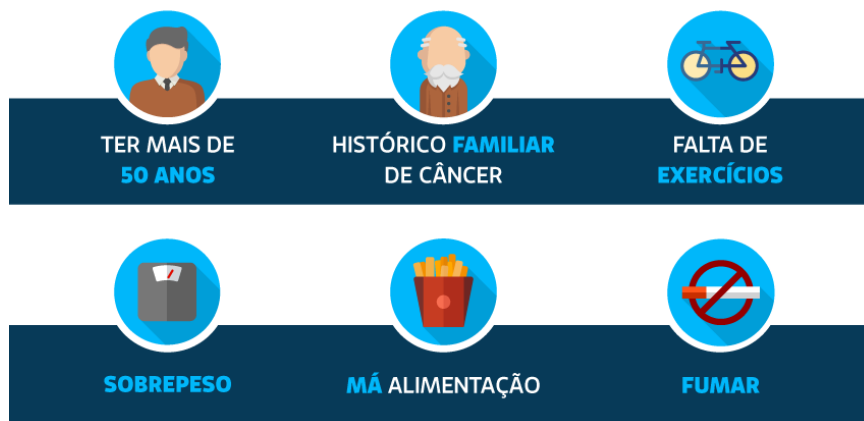 TER MAIS DE
50 ANOS
HISTÓRICO FAMILIAR
DE CÂNCER
FALTA DE
EXERCÍCIOS
SOBREPESO
MÁ ALIMENTAÇÃO
FUMAR